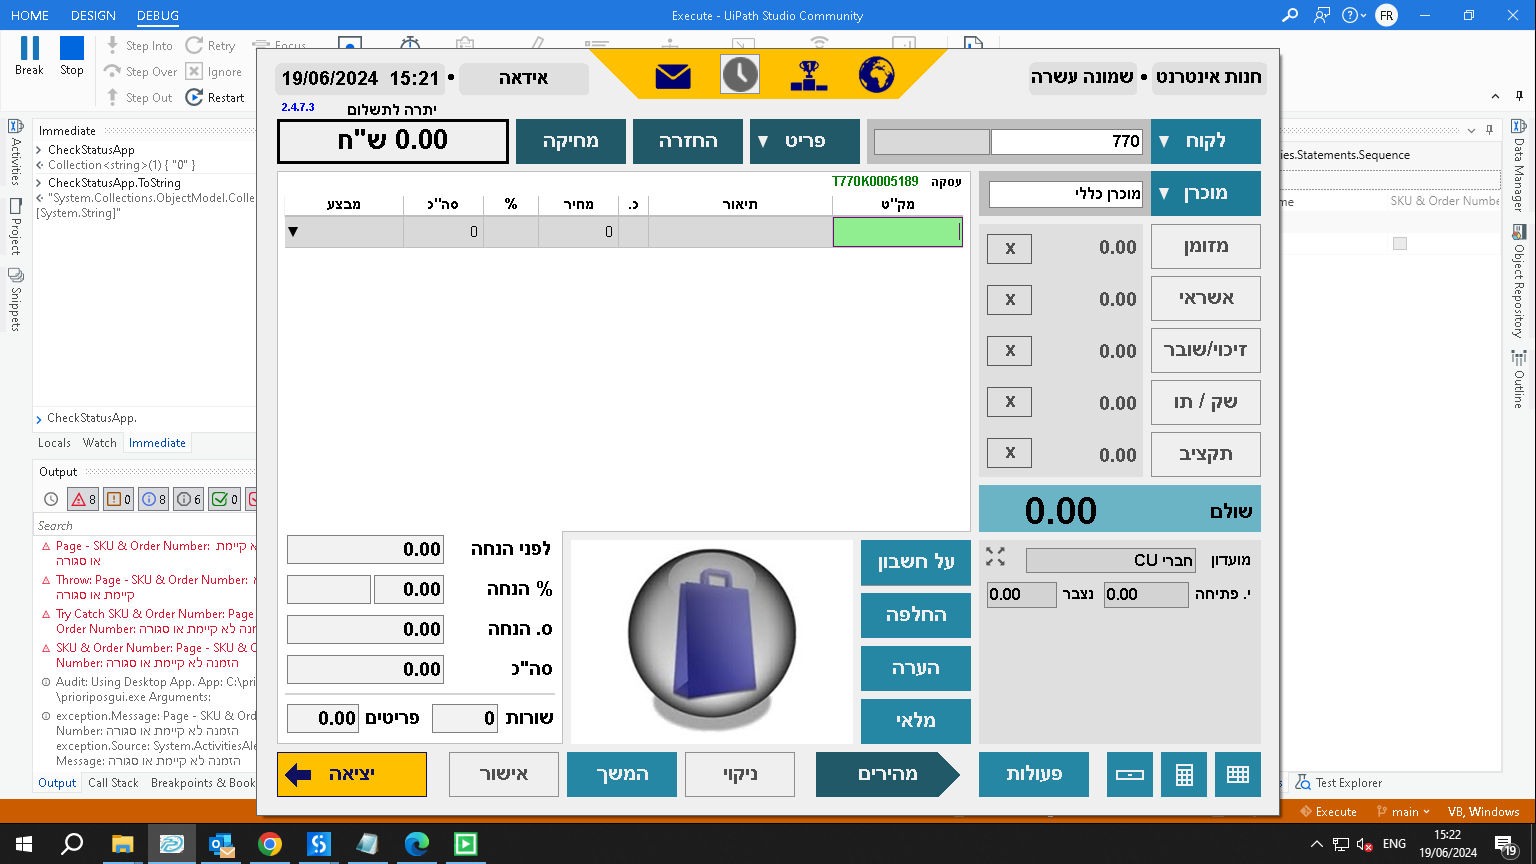 HOME DESIGN DEBUG
Execute - UiPath Studio Community
FR
Break Stop
Step Into Retry Focus
Step Over Ignore
Step Out Restart
Activities
Project
Snippets
Immediate
CheckStatusApp
Collection<string>(1) { "0" }
CheckStatusApp.ToString
"System.Collections.ObjectModel.Colle
[System.String]"
CheckStatusApp.
Locals Watch Immediate
Output
8 0 8 6 0
Search
Page - SKU & Order Number: א קיימת
או סגורה
Throw: Page - SKU & Order Number:
קיימת או סגורה
Try Catch SKU & Order Number: Page
Order Number: הזמנה לא קיימת או סגורה
SKU & Order Number: Page - SKU & O
Number: הזמנה לא קיימת או סגורה
Audit: Using Desktop App. App: C:\pri
\prioriposgui.exe Arguments:
exception.Message: Page - SKU & Ord
Number: הזמנה לא קיימת או סגורה
exception.Source: System.ActivitiesAle
Message: הזמנה לא קיימת או סגורה
Output Call Stack Breakpoints & Book
19/06/2024 15:21 •
אידאה
חנות אינטרנט • שמונה עשרה
2.4.7.3
יתרה לתשלום
0.00 ש"ח
מחיקה
החזרה
פריט
770
לקוח
עסקה T770K0005189
מוכרן כללי
מוכרן
מק"ט תיאור כ. מחיר % סה"כ מבצע
0 0
X 0.00 מזומן
X 0.00 אשראי
X 0.00 זיכוי/שובר
X 0.00 שק / תו
X 0.00 תקציב
שולם 0.00
לפני הנחה 0.00
% הנחה 0.00
ס. הנחה 0.00
סה"כ 0.00
שורות 0 פריטים 0.00
על חשבון
החלפה
הערה
מלאי
מועדון חברי CU
י. פתיחה 0.00 נצבר 0.00
יציאה
אישור
המשך
ניקוי
מהירים
פעולות
ies.Statements.Sequence
me SKU & Order Numbe
Data Manager
Object Repository
Outline
s Test Explorer
Execute main VB, Windows
ENG
15:22
19/06/2024
19